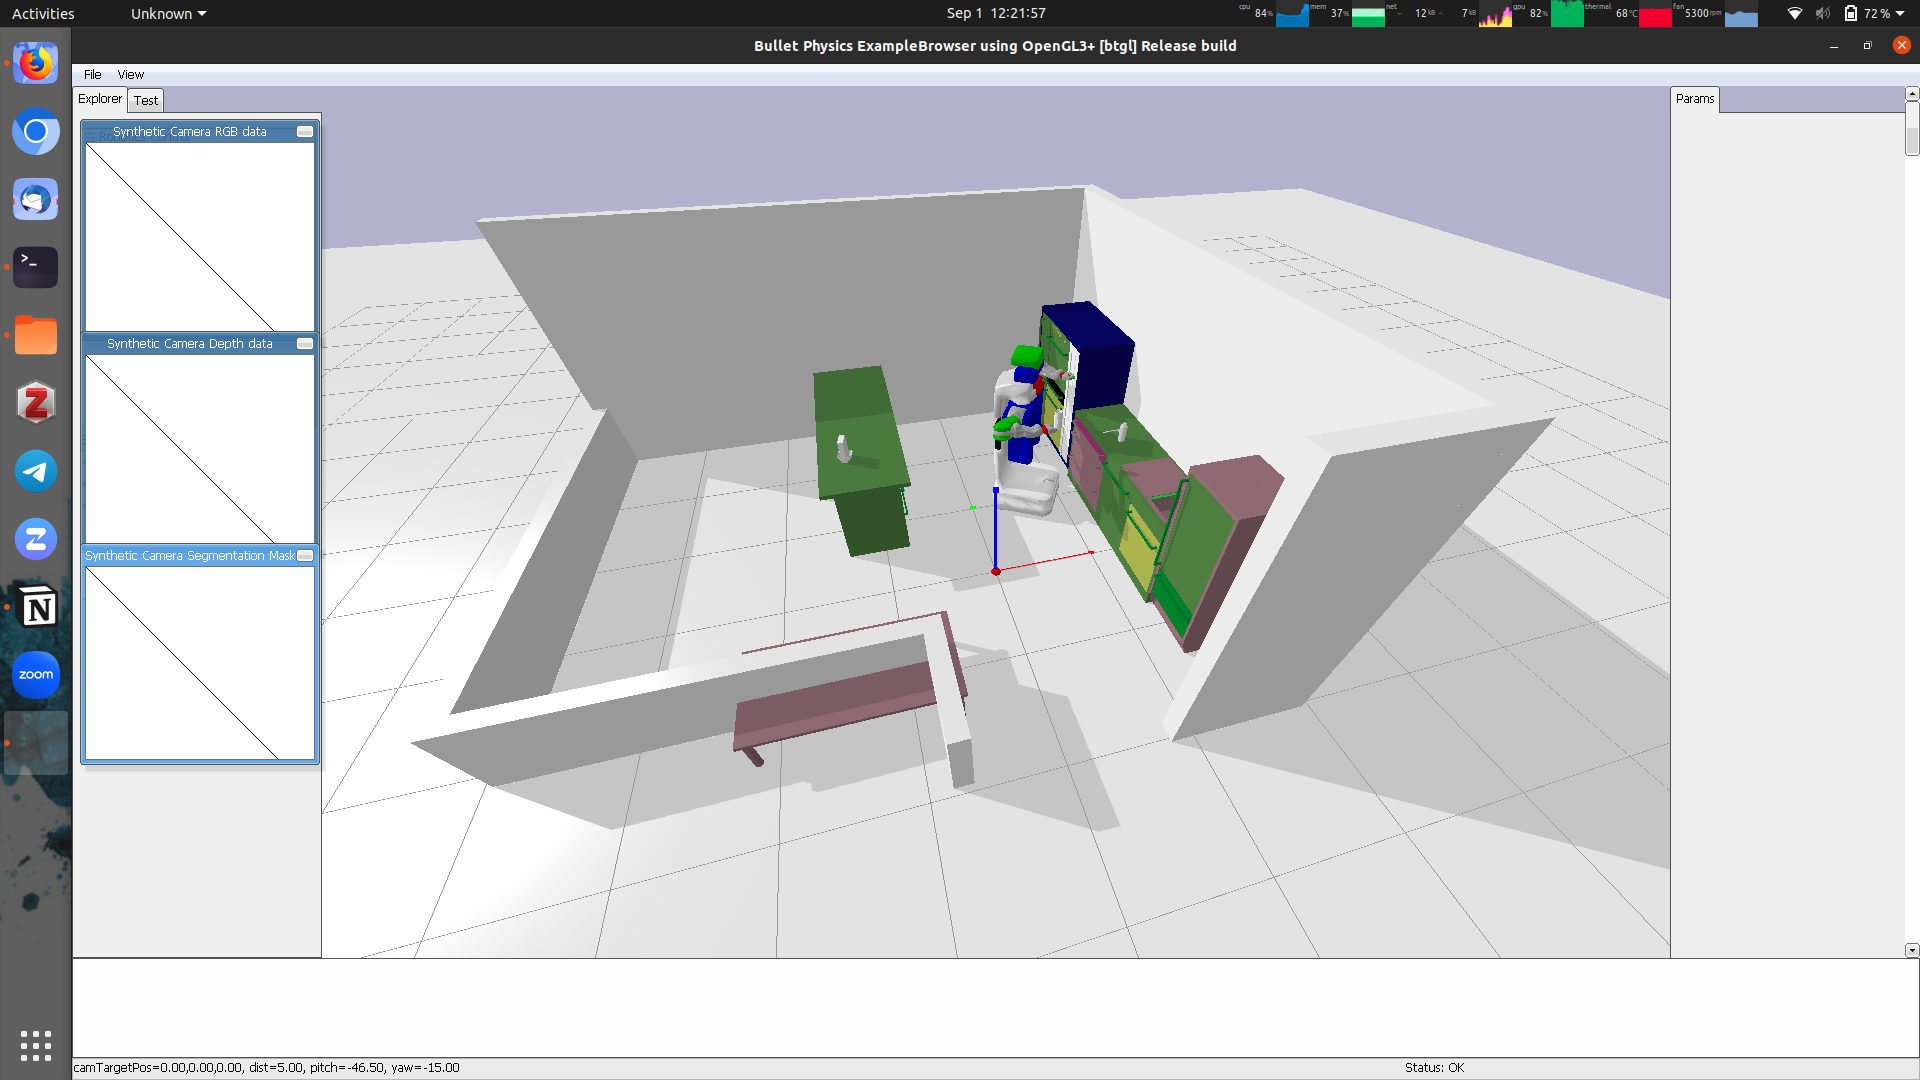 Activities
Unknown
Sep 1 12:21:57
cpu 84% mem 37% net 12 kB 7 kB gpu 82% thermal 68°C fan 5300 rpm
72 %
Bullet Physics ExampleBrowser using OpenGL3+ [btgl] Release build
File View
Explorer Test
Params
Synthetic Camera RGB data
Synthetic Camera Depth data
Synthetic Camera Segmentation Mask
zoom
camTargetPos=0.00,0.00,0.00, dist=5.00, pitch=-46.50, yaw=-15.00
Status: OK